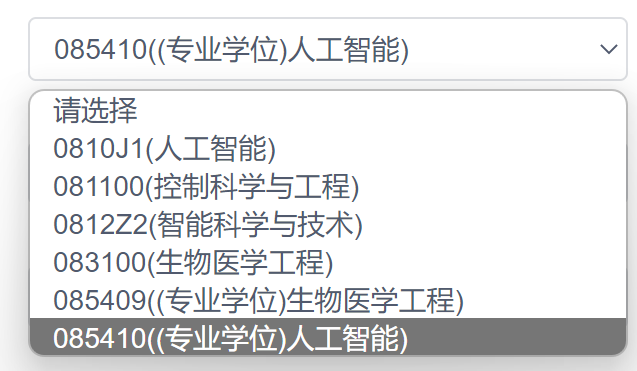 085410((专业学位)人工智能)
请选择
0810J1(人工智能)
081100(控制科学与工程)
0812Z2(智能科学与技术)
083100(生物医学工程)
085409((专业学位)生物医学工程)
085410((专业学位)人工智能)